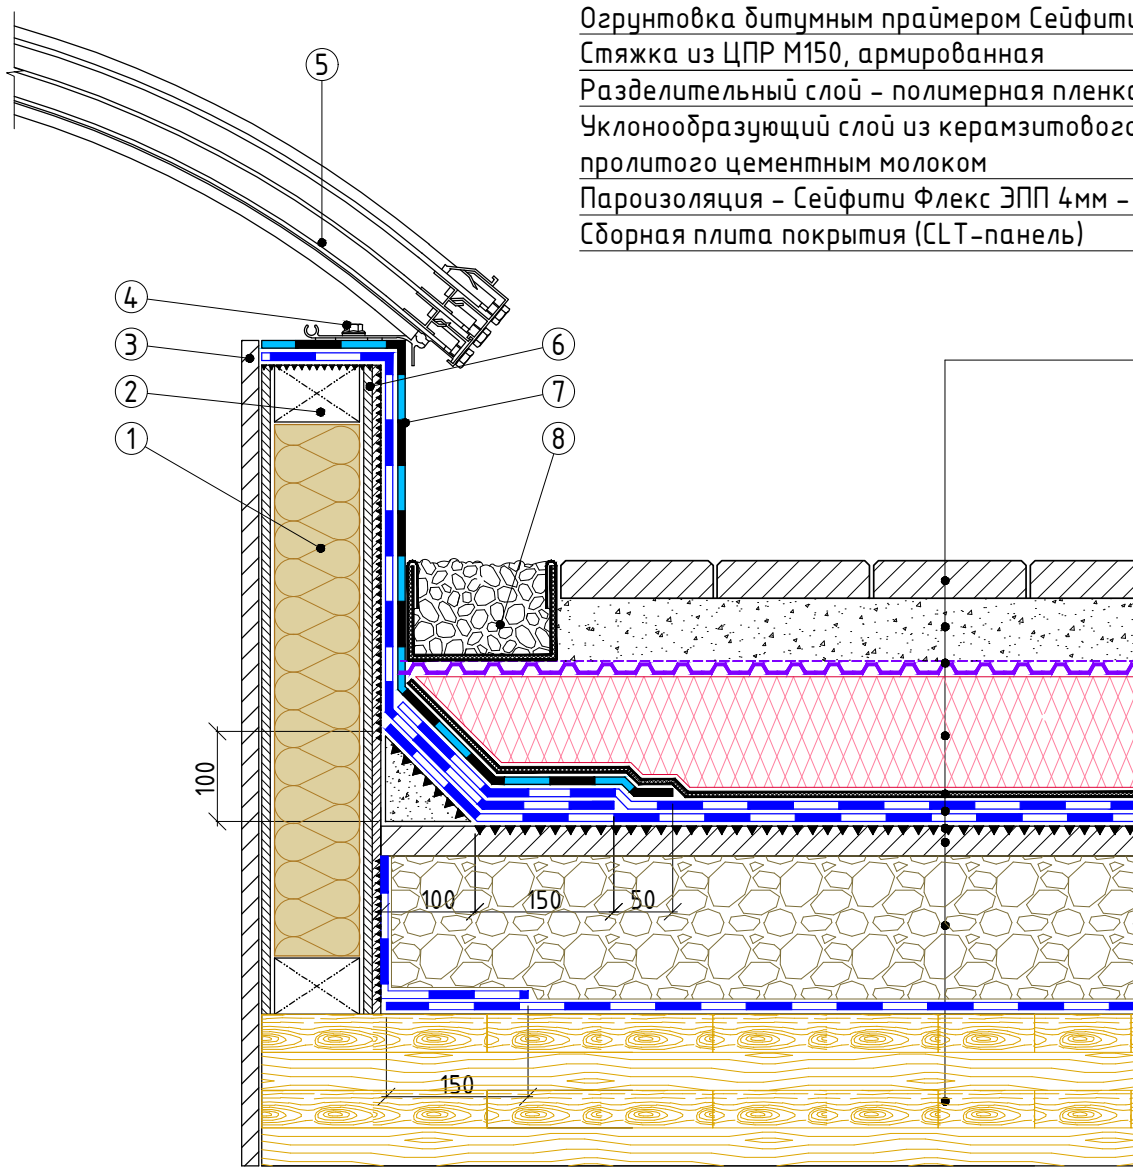 Огрунтовка битумным праймером Сейфити
Стяжка из ЦПР М150, армированная
Разделительный слой – полимерная пленка
Уклонообразующий слой из керамзитового
пролитого цементным молоком
Пароизоляция – Сейфити Флекс ЭПП 4мм –
Сборная плита покрытия (CLT-панель)
5
4
3
6
2
7
1
8
100
100
150
50
150